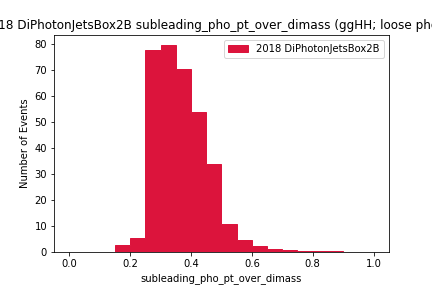 18 DiPhotonJetsBox2B subleading_pho_pt_over_dimass (ggHH; loose pho
2018 DiPhotonJetsBox2B
Number of Events
80
70
60
50
40
30
20
10
0
0.0 0.2 0.4 0.6 0.8 1.0
subleading_pho_pt_over_dimass